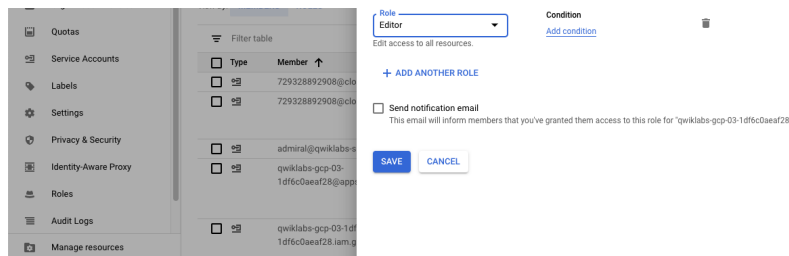 Quotas
Service Accounts
Labels
Settings
Privacy & Security
Identity-Aware Proxy
Roles
Audit Logs
Manage resources
Filter table
Type Member
729328892908@clo
729328892908@clo
admiral@qwiklabs-s
qwiklabs-gcp-03-
1df6c0aeaf28@apps
qwiklabs-gcp-03-1df
1df6c0aeaf28.iam.g
Role
Editor
Edit access to all resources.
Condition
Add condition
ADD ANOTHER ROLE
Send notification email
This email will inform members that you've granted them access to this role for "qwiklabs-gcp-03-1df6c0aeaf28
SAVE CANCEL